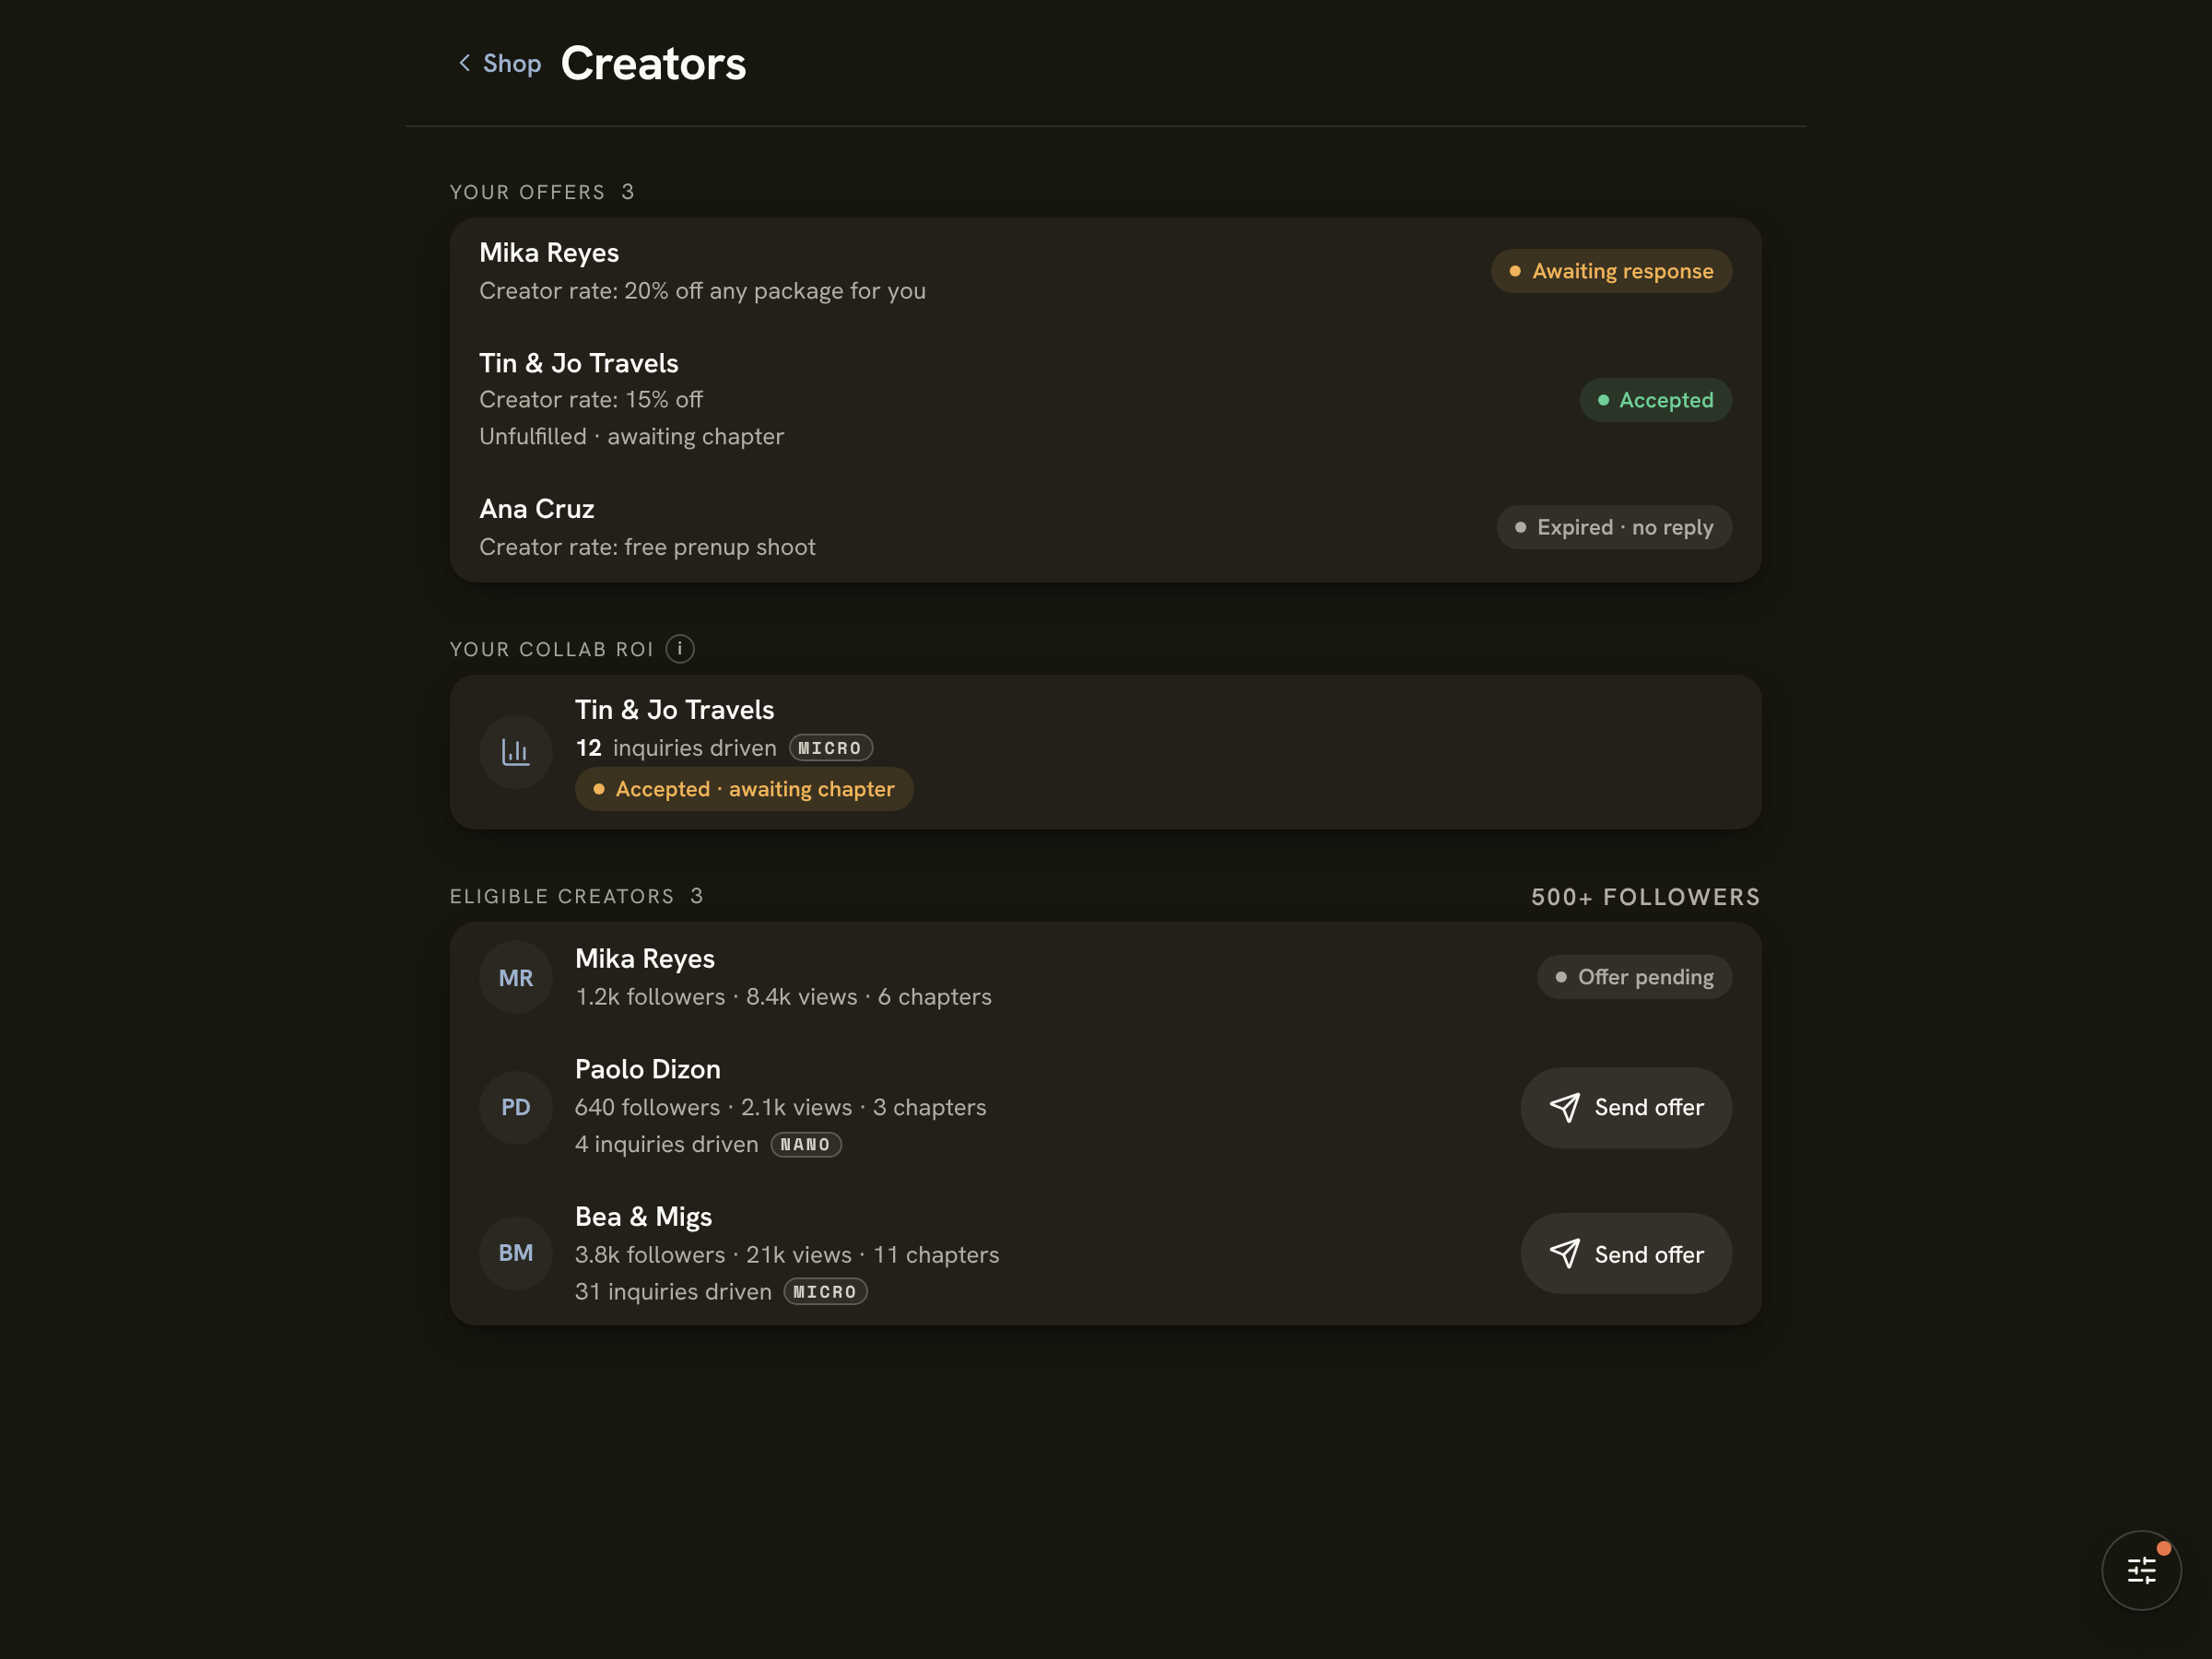 Shop Creators
YOUR OFFERS 3
Mika Reyes
Creator rate: 20% off any package for you
Awaiting response
Tin & Jo Travels
Creator rate: 15% off
Unfulfilled · awaiting chapter
Accepted
Ana Cruz
Creator rate: free prenup shoot
Expired · no reply
YOUR COLLAB ROI i
Tin & Jo Travels
12 inquiries driven MICRO
Accepted · awaiting chapter
ELIGIBLE CREATORS 3
500+ FOLLOWERS
MR
Mika Reyes
1.2k followers · 8.4k views · 6 chapters
Offer pending
PD
Paolo Dizon
640 followers · 2.1k views · 3 chapters
4 inquiries driven NANO
Send offer
BM
Bea & Migs
3.8k followers · 21k views · 11 chapters
31 inquiries driven MICRO
Send offer